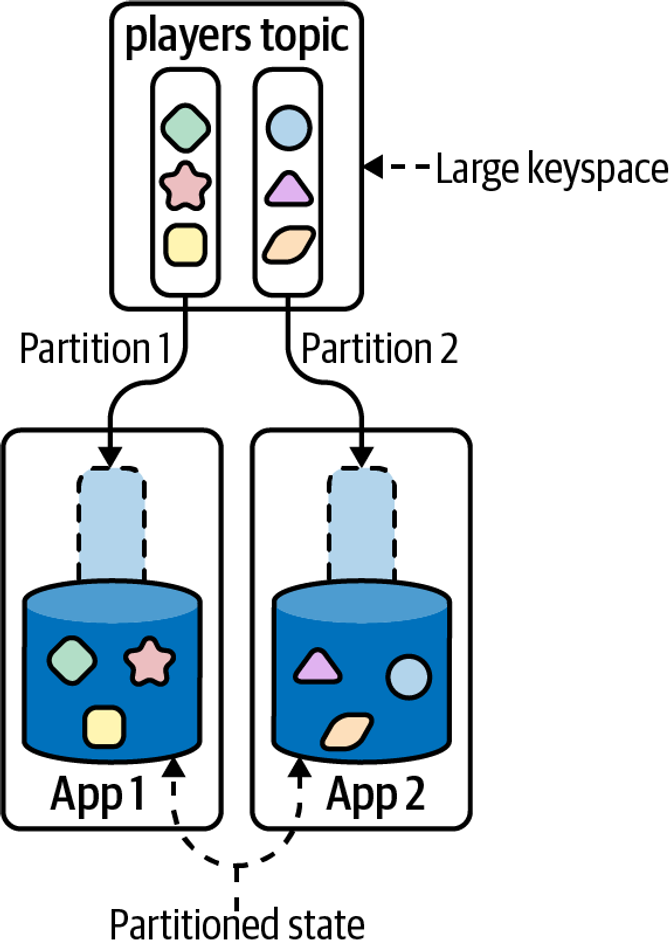 players topic
Large keyspace
Partition 1
Partition 2
App 1
App 2
Partitioned state